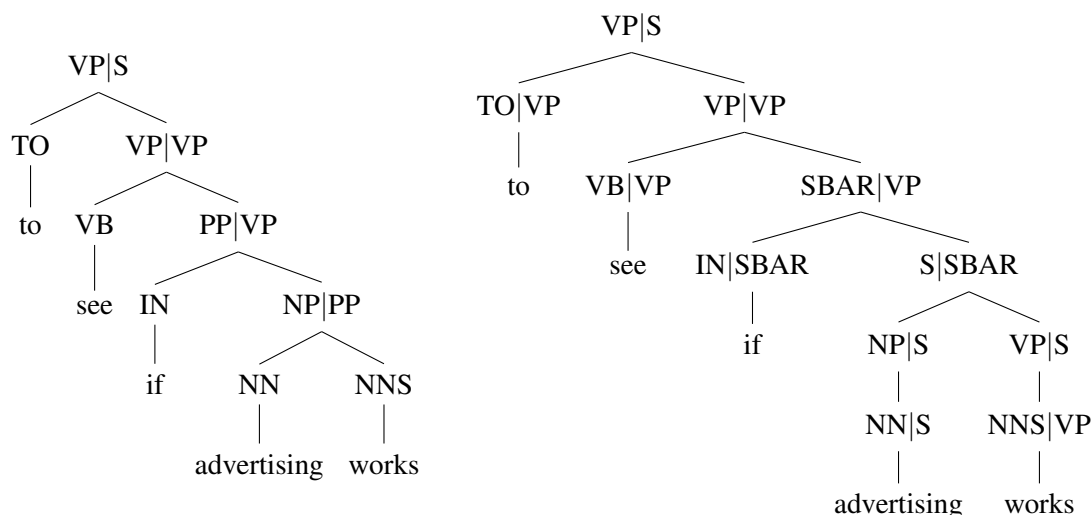 VP|S
TO VP|VP
to VB PP|VP
see IN NP|PP
if NN NNS
advertising works
VP|S
TO|VP VP|VP
to VB|VP SBAR|VP
see IN|SBAR S|SBAR
if NP|S VP|S
NN|S NNS|VP
advertising works